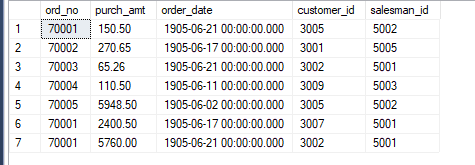 ord_no purch_amt order_date customer_id salesman_id
1 70001 150.50 1905-06-21 00:00:00.000 3005 5002
2 70002 270.65 1905-06-17 00:00:00.000 3001 5005
3 70003 65.26 1905-06-21 00:00:00.000 3002 5001
4 70004 110.50 1905-06-11 00:00:00.000 3009 5003
5 70005 5948.50 1905-06-02 00:00:00.000 3005 5002
6 70001 2400.50 1905-06-17 00:00:00.000 3007 5001
7 70001 5760.00 1905-06-21 00:00:00.000 3002 5001